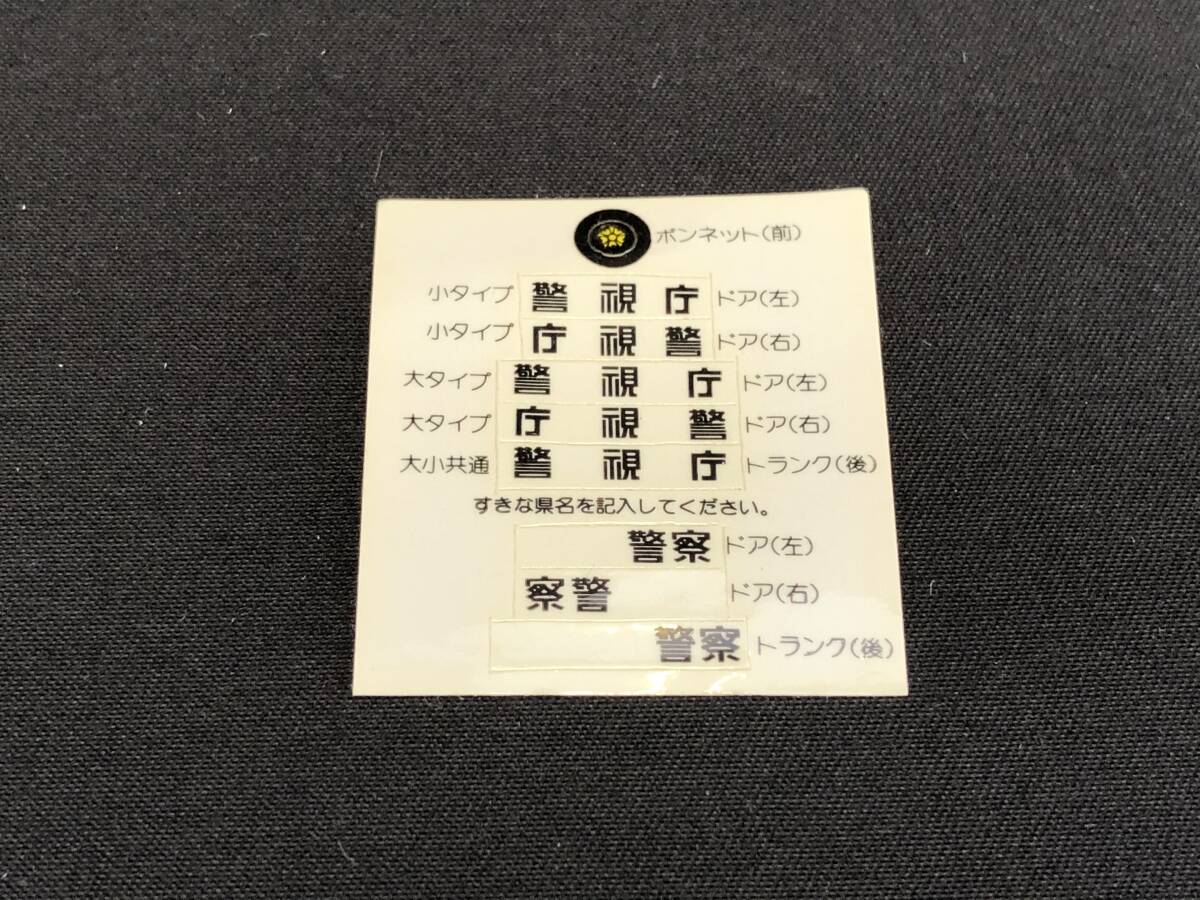 ボンネット(前)
小タイプ 警視庁 ドア(左)
小タイプ 庁視警 ドア(右)
大タイプ 警視庁 ドア(左)
大タイプ 庁視警 ドア(右)
大小共通 警視庁 トランク(後)
すきな県名を記入してください。
警察 ドア(左)
察警 ドア(右)
警察 トランク(後)